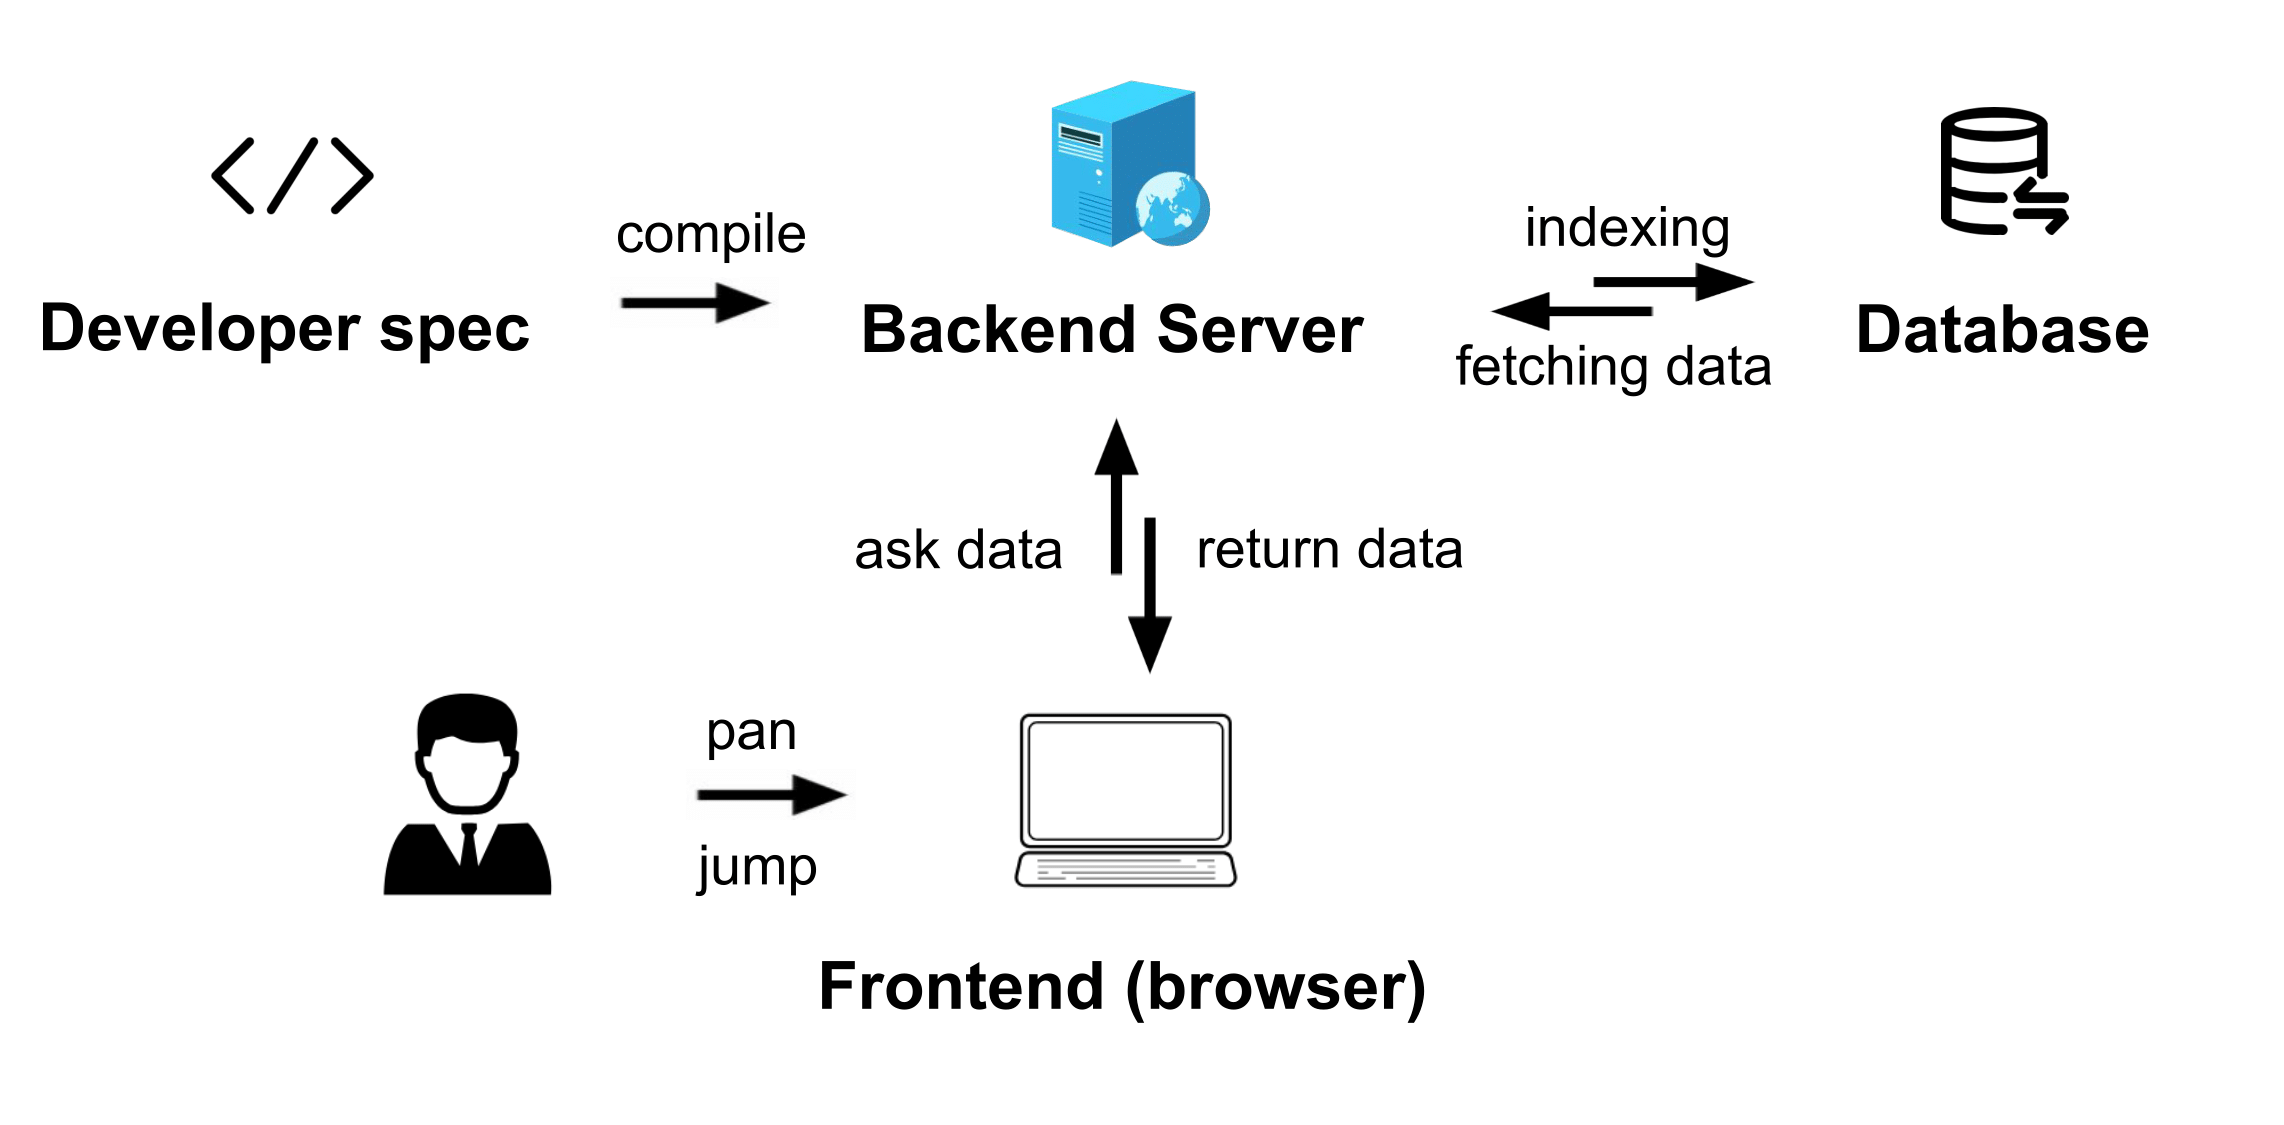 compile
indexing
Developer spec
Backend Server
Database
fetching data
ask data
return data
pan
jump
Frontend (browser)